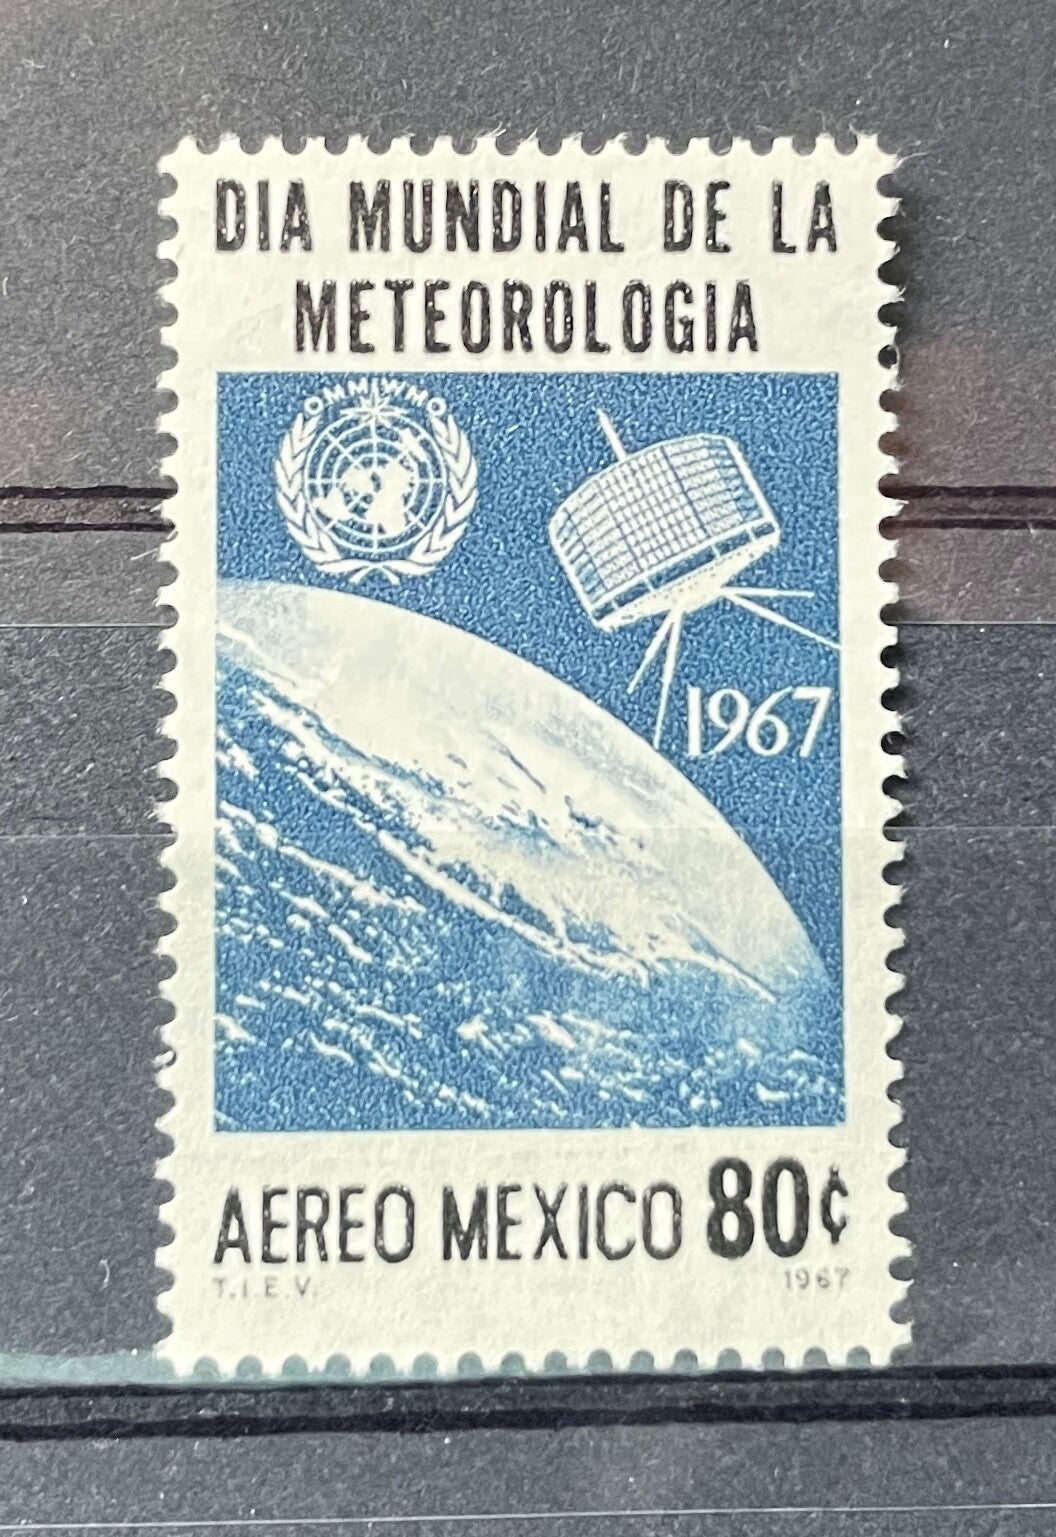 DIA MUNDIAL DE LA
METEOROLOGIA
OMM WMO
1967
AEREO MEXICO 80¢
T.I.E.V. 1967